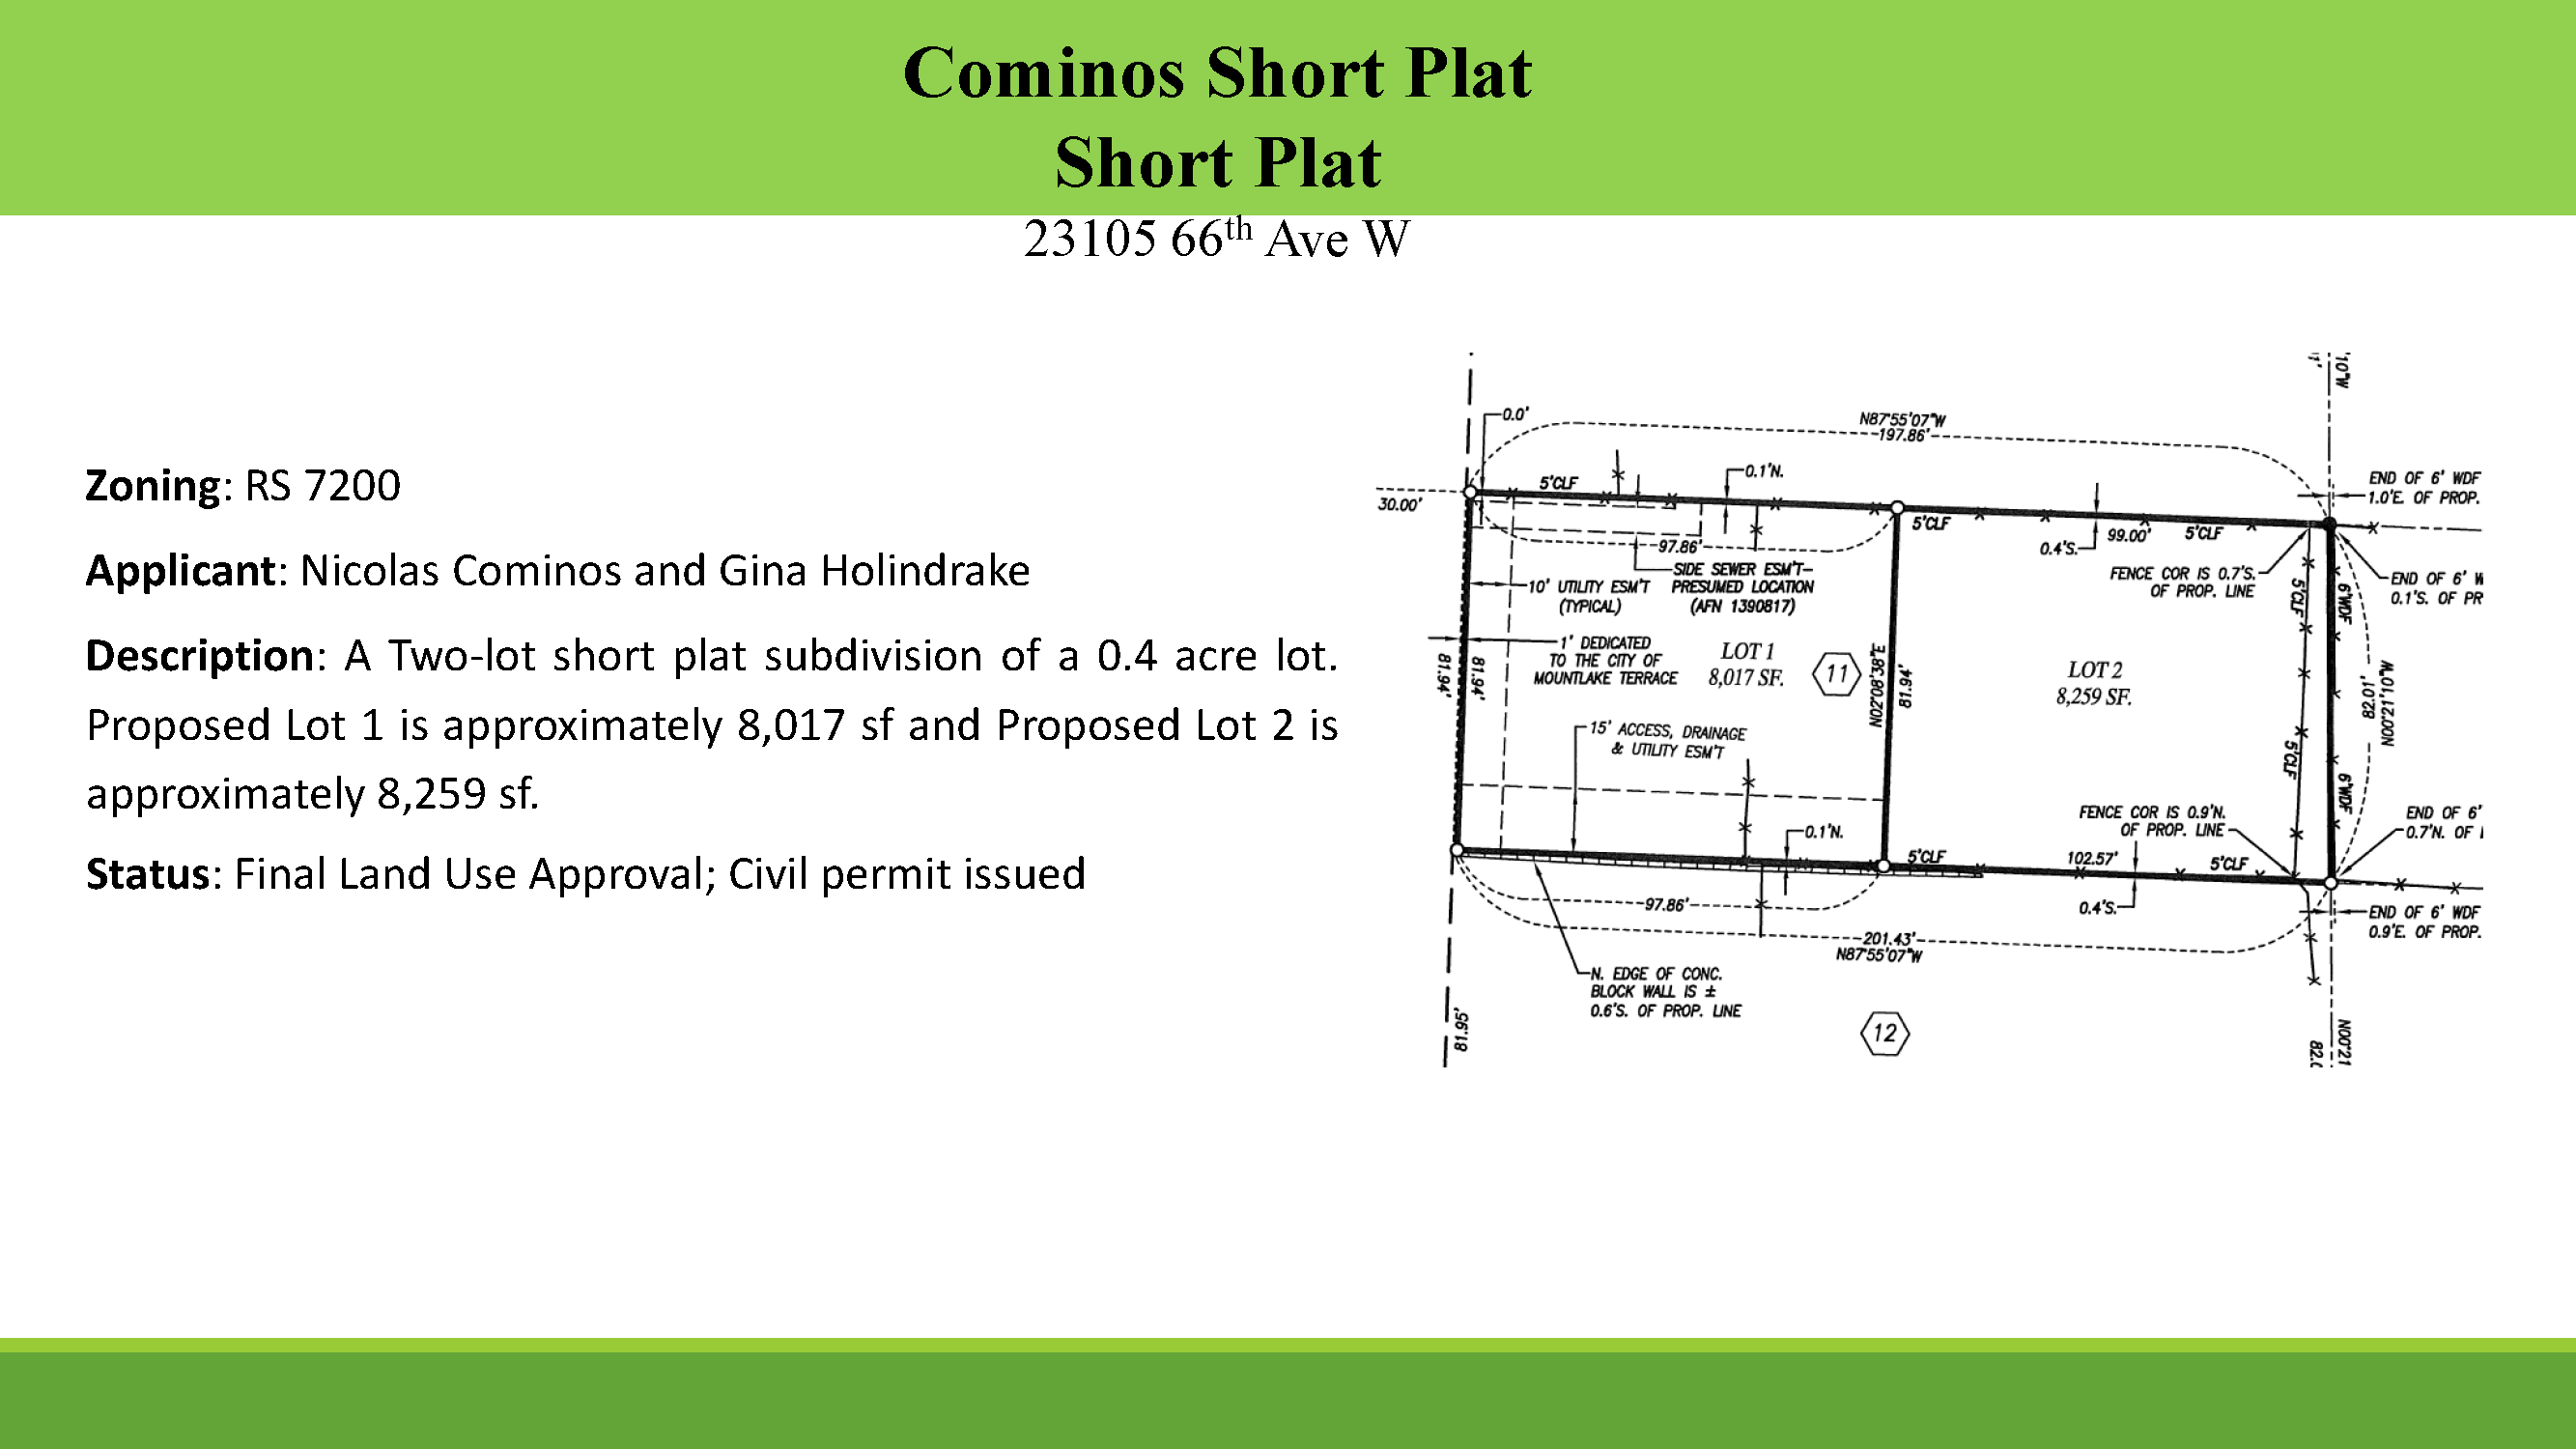 Cominos Short Plat
Short Plat
23105 66th Ave W
Zoning: RS 7200
Applicant: Nicolas Cominos and Gina Holindrake
Description: A Two-lot short plat subdivision of a 0.4 acre lot.
Proposed Lot 1 is approximately 8,017 sf and Proposed Lot 2 is
approximately 8,259 sf.
Status: Final Land Use Approval; Civil permit issued
'10"W
0.0'
N87°55'07"W
197.86'
0.1'N.
END OF 6' WDF
1.0'E. OF PROP.
30.00'
5'CLF
5'CLF
0.4'S.
99.00'
5'CLF
97.86'
SIDE SEWER ESM'T–
PRESUMED LOCATION
(AFN 1390817)
10' UTILITY ESM'T
(TYPICAL)
FENCE COR IS 0.7'S.
OF PROP. LINE
5'CLF
6'WDF
END OF 6' W
0.1'S. OF PR
1' DEDICATED
TO THE CITY OF
MOUNTLAKE TERRACE
81.94'
81.94'
LOT 1
8,017 SF.
11
N02°08'38"E
81.94'
LOT 2
8,259 SF.
82.01'
N00°21'10"W
15' ACCESS, DRAINAGE
& UTILITY ESM'T
5'CLF
6'WDF
0.1'N.
FENCE COR IS 0.9'N.
OF PROP. LINE
END OF 6'
0.7'N. OF
5'CLF
102.57'
5'CLF
97.86'
0.4'S.
END OF 6' WDF
0.9'E. OF PROP.
201.43'
N87°55'07"W
N. EDGE OF CONC.
BLOCK WALL IS ±
0.6'S. OF PROP. LINE
81.95'
12
82.0
N00°21